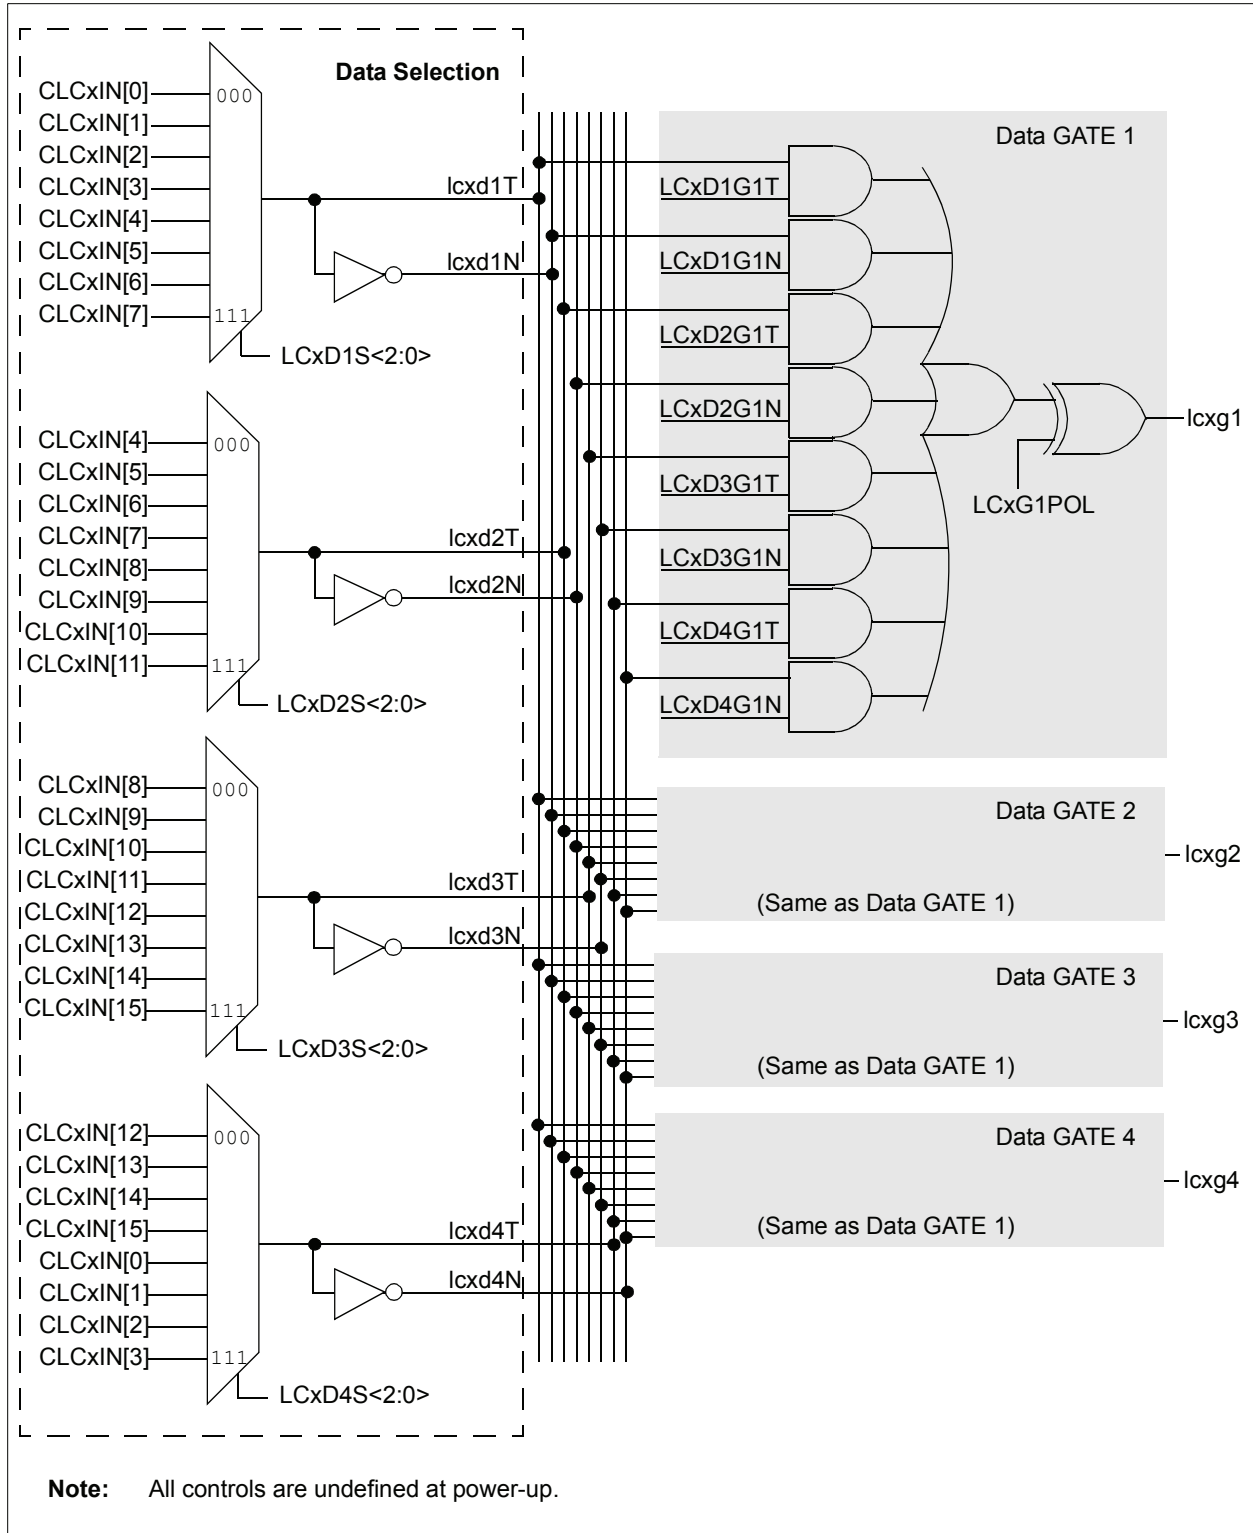 Data Selection
CLCxIN[0]
CLCxIN[1]
CLCxIN[2]
CLCxIN[3]
CLCxIN[4]
CLCxIN[5]
CLCxIN[6]
CLCxIN[7]
000
111
LCxD1S<2:0>
lcxd1T
lcxd1N
CLCxIN[4]
CLCxIN[5]
CLCxIN[6]
CLCxIN[7]
CLCxIN[8]
CLCxIN[9]
CLCxIN[10]
CLCxIN[11]
000
111
LCxD2S<2:0>
lcxd2T
lcxd2N
CLCxIN[8]
CLCxIN[9]
CLCxIN[10]
CLCxIN[11]
CLCxIN[12]
CLCxIN[13]
CLCxIN[14]
CLCxIN[15]
000
111
LCxD3S<2:0>
lcxd3T
lcxd3N
CLCxIN[12]
CLCxIN[13]
CLCxIN[14]
CLCxIN[15]
CLCxIN[0]
CLCxIN[1]
CLCxIN[2]
CLCxIN[3]
000
111
LCxD4S<2:0>
lcxd4T
lcxd4N
Data GATE 1
LCxD1G1T
LCxD1G1N
LCxD2G1T
LCxD2G1N
LCxD3G1T
LCxD3G1N
LCxD4G1T
LCxD4G1N
LCxG1POL
lcxg1
Data GATE 2
(Same as Data GATE 1)
lcxg2
Data GATE 3
(Same as Data GATE 1)
lcxg3
Data GATE 4
(Same as Data GATE 1)
lcxg4
Note: All controls are undefined at power-up.